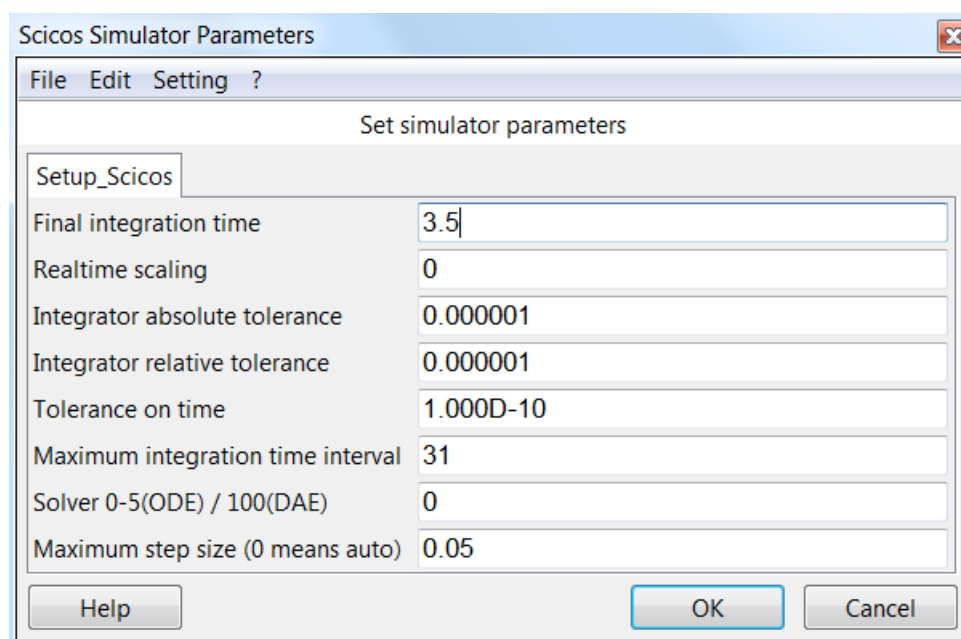 Scicos Simulator Parameters
File Edit Setting ?
Set simulator parameters
Setup_Scicos
Final integration time 3.5
Realtime scaling 0
Integrator absolute tolerance 0.000001
Integrator relative tolerance 0.000001
Tolerance on time 1.000D-10
Maximum integration time interval 31
Solver 0-5(ODE) / 100(DAE) 0
Maximum step size (0 means auto) 0.05
Help OK Cancel